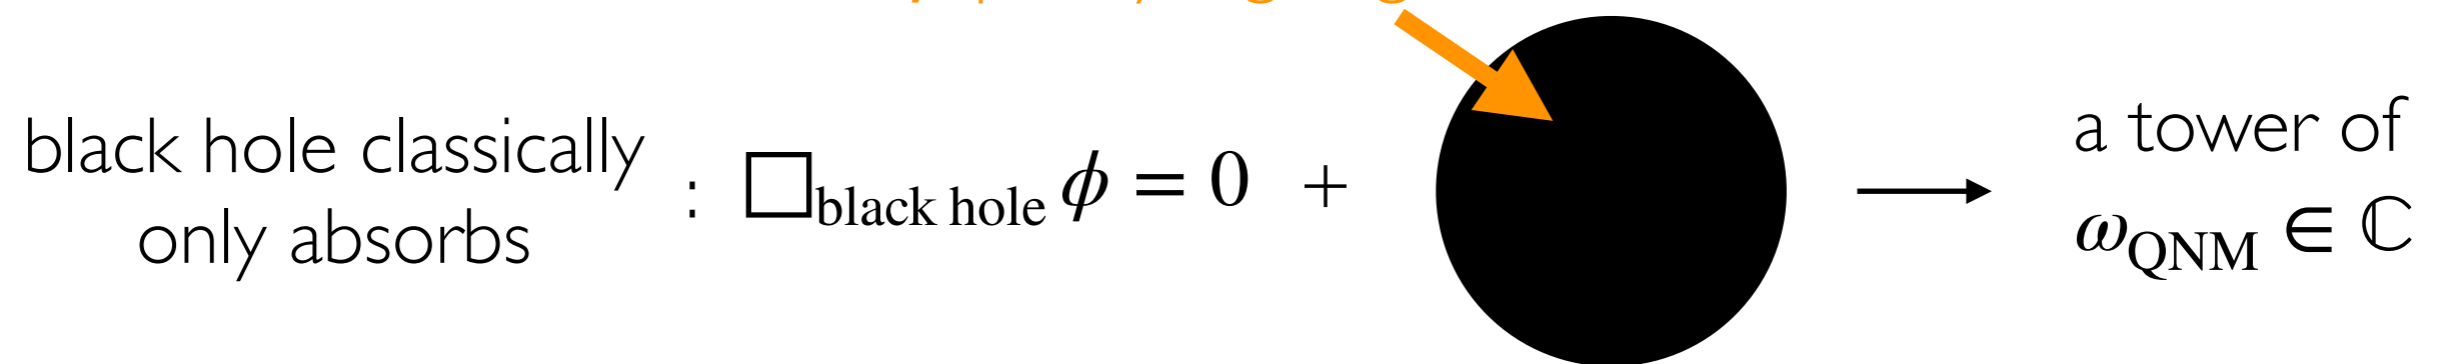 black hole classically
only absorbs
: □black hole ϕ = 0 +
a tower of
ωQNM ∈ ℂ